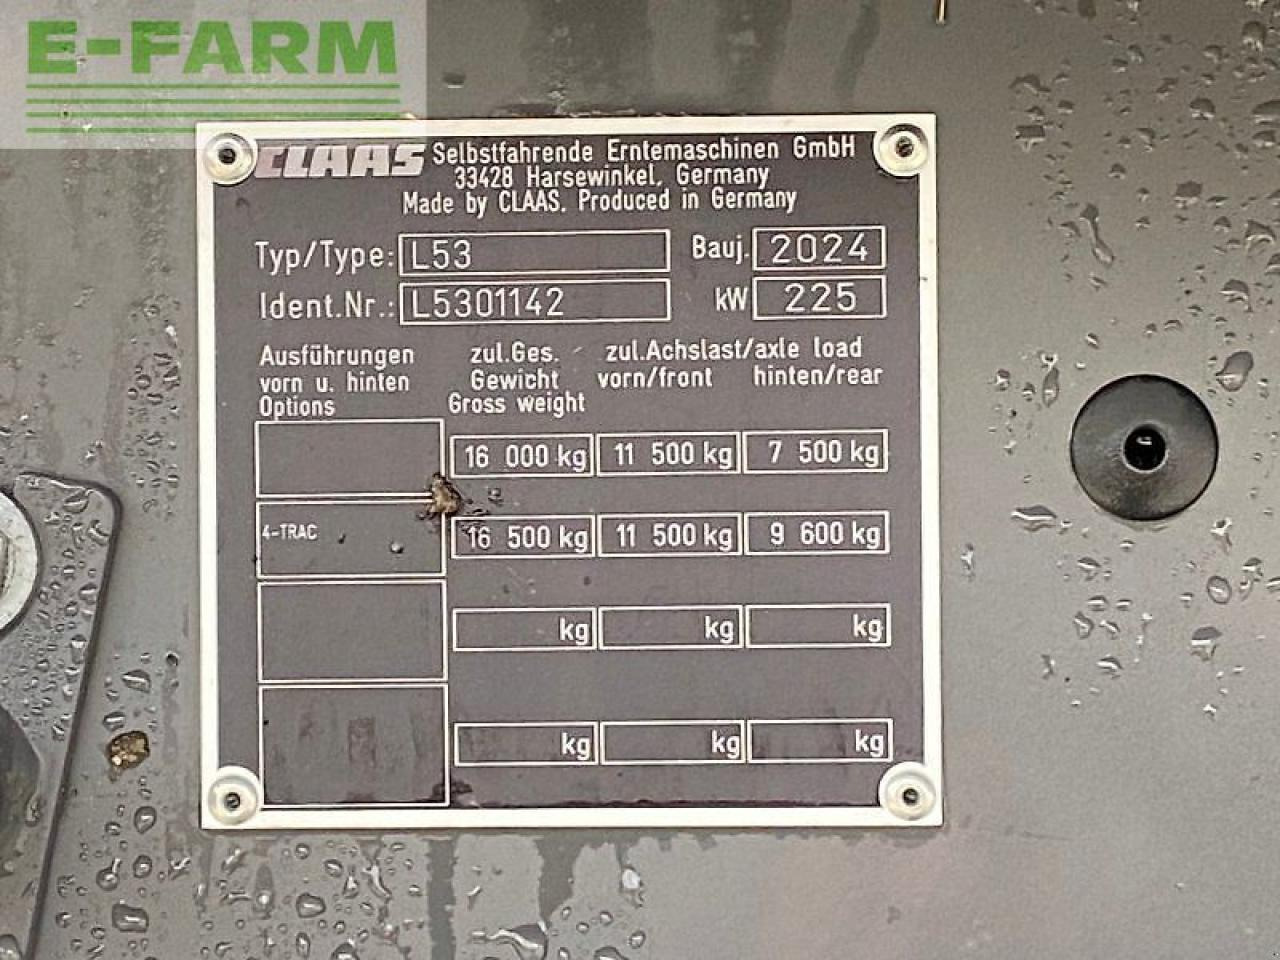 E-FARM
CLAAS Selbstfahrende Erntemaschinen GmbH
33428 Harsewinkel, Germany
Made by CLAAS. Produced in Germany
Typ/Type: L53 Bauj. 2024
Ident.Nr.: L5301142 kW 225
Ausführungen zul.Ges. zul.Achslast/axle load
vorn u. hinten Gewicht vorn/front hinten/rear
Options Gross weight
16 000 kg 11 500 kg 7 500 kg
4-TRAC 16 500 kg 11 500 kg 9 600 kg
kg kg kg
kg kg kg